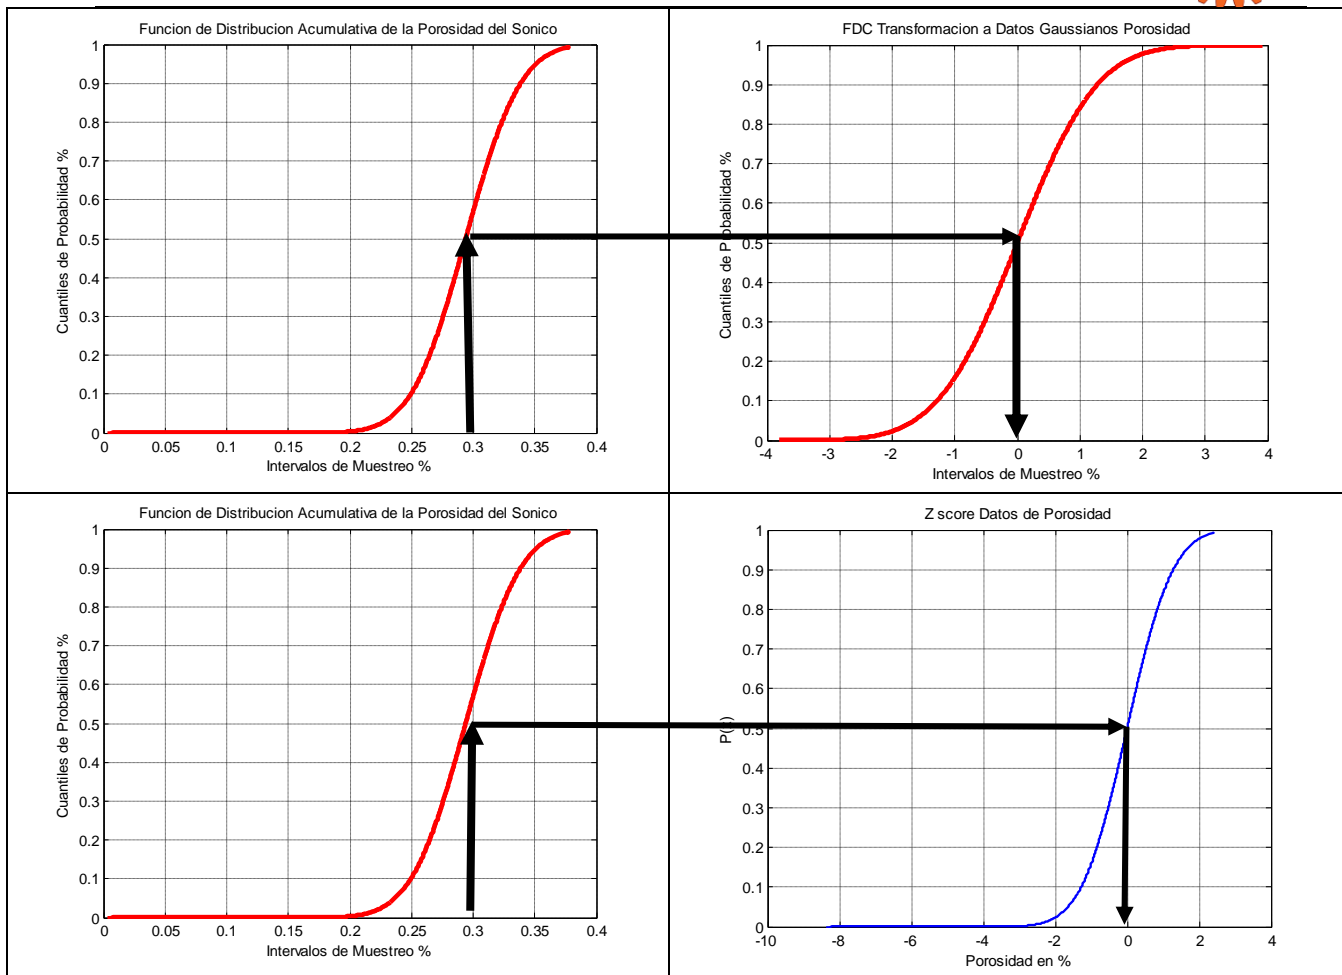 Funcion de Distribucion Acumulativa de la Porosidad del Sonico
1
0.9
0.8
0.7
0.6
0.5
0.4
0.3
0.2
0.1
0
Cuantiles de Probabilidad %
0 0.05 0.1 0.15 0.2 0.25 0.3 0.35 0.4
Intervalos de Muestreo %
FDC Transformacion a Datos Gaussianos Porosidad
1
0.9
0.8
0.7
0.6
0.5
0.4
0.3
0.2
0.1
0
Cuantiles de Probabilidad %
-4 -3 -2 -1 0 1 2 3 4
Intervalos de Muestreo %
Funcion de Distribucion Acumulativa de la Porosidad del Sonico
1
0.9
0.8
0.7
0.6
0.5
0.4
0.3
0.2
0.1
0
Cuantiles de Probabilidad %
0 0.05 0.1 0.15 0.2 0.25 0.3 0.35 0.4
Intervalos de Muestreo %
Z score Datos de Porosidad
1
0.9
0.8
0.7
0.6
0.5
0.4
0.3
0.2
0.1
0
-10 -8 -6 -4 -2 0 2 4
Porosidad en %